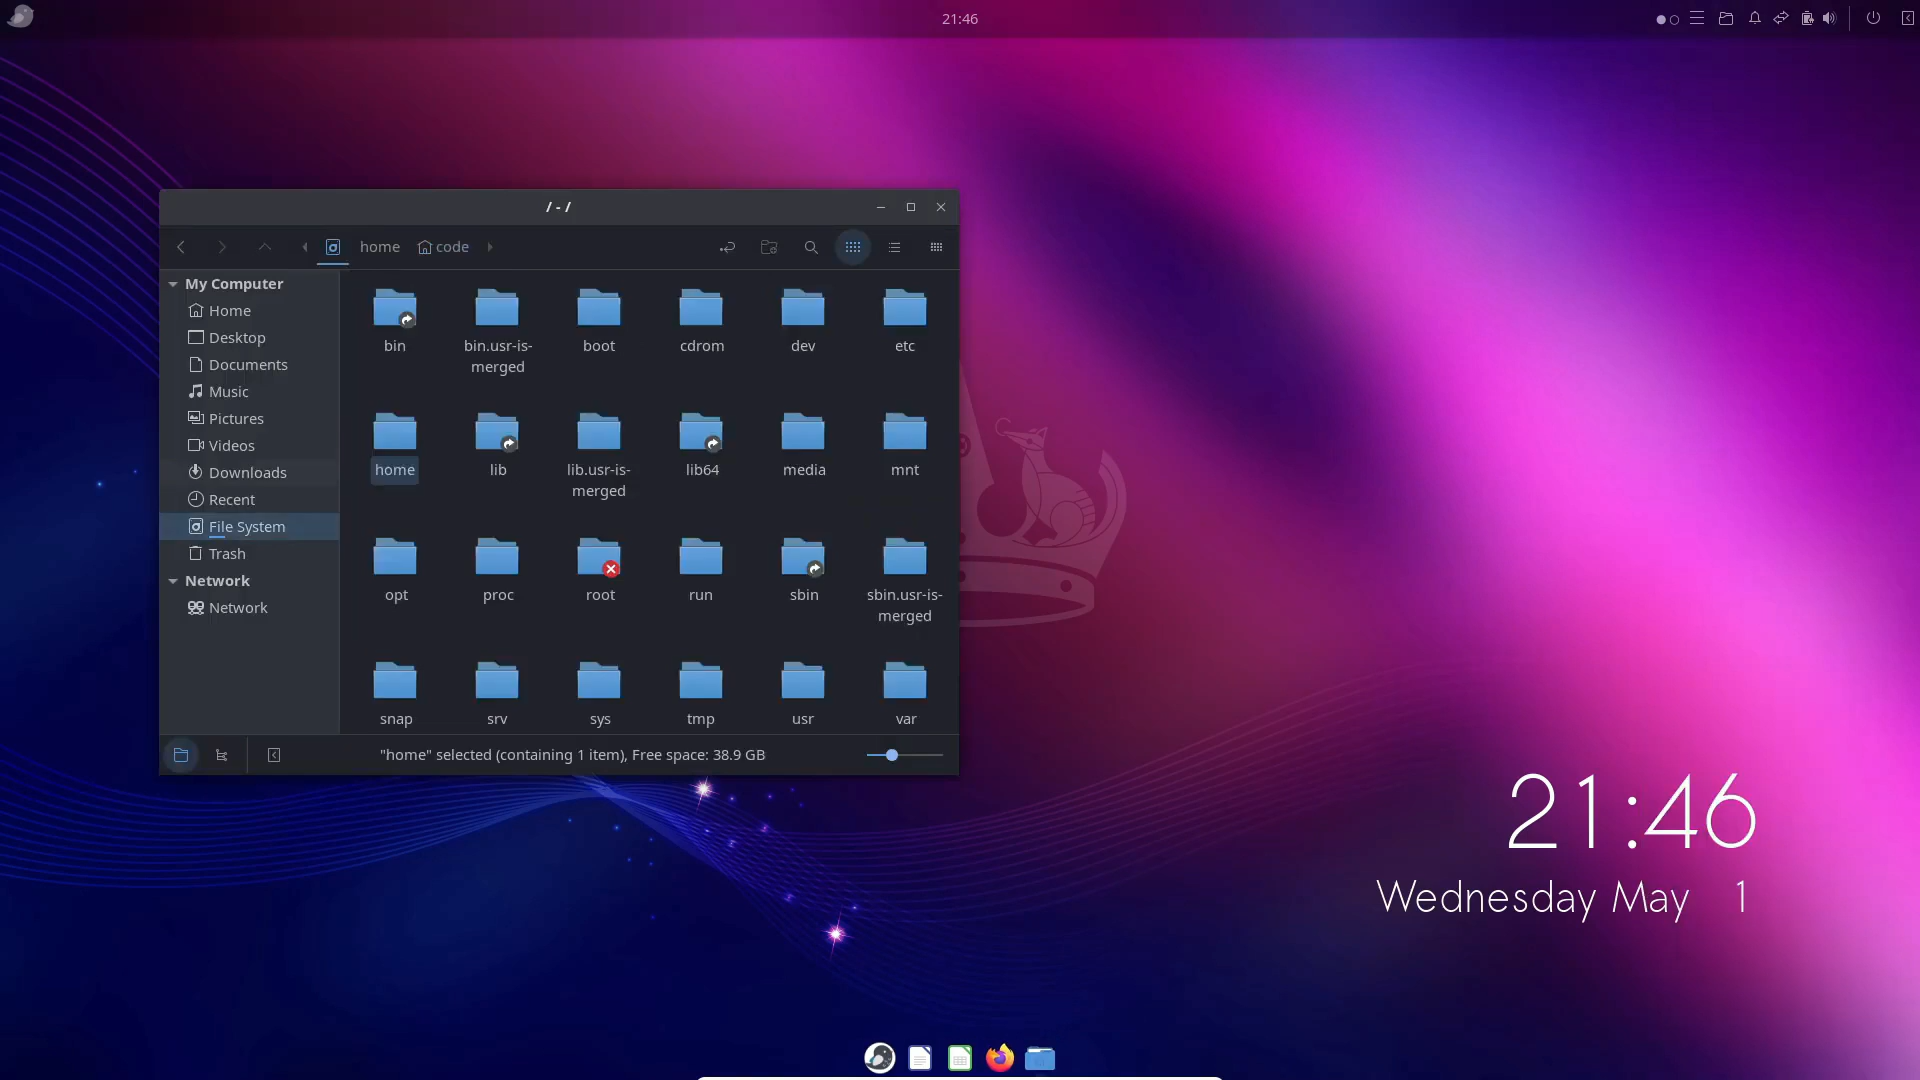 21:46
/ - /
home
code
My Computer
Home
Desktop
Documents
Music
Pictures
Videos
Downloads
Recent
File System
Trash
Network
Network
bin
bin.usr-is-
merged
boot
cdrom
dev
etc
home
lib
lib.usr-is-
merged
lib64
media
mnt
opt
proc
root
run
sbin
sbin.usr-is-
merged
snap
srv
sys
tmp
usr
var
"home" selected (containing 1 item), Free space: 38.9 GB
21:46
Wednesday May 1